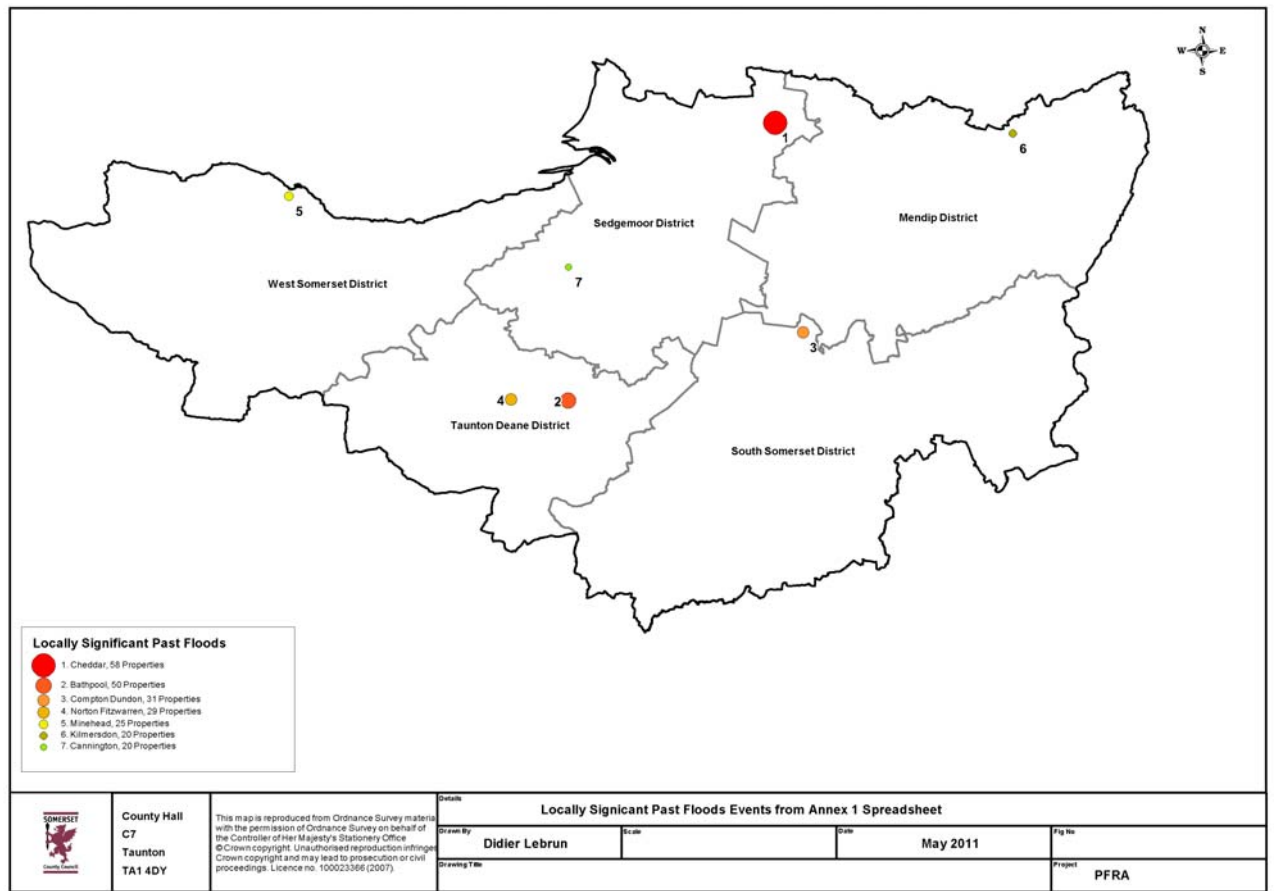 N
W E
S
1
6
5
Sedgemoor District
Mendip District
7
West Somerset District
3
4
2
Taunton Deane District
South Somerset District
Locally Significant Past Floods
1. Cheddar, 58 Properties
2. Bathpool, 50 Properties
3. Compton Dundon, 31 Properties
4. Norton Fitzwarren, 29 Properties
5. Minehead, 25 Properties
6. Kilmersdon, 20 Properties
7. Cannington, 20 Properties
SOMERSET
County Council
County Hall
C7
Taunton
TA1 4DY
This map is reproduced from Ordnance Survey materia
with the permission of Ordnance Survey on behalf of
the Controller of Her Majesty's Stationery Office
© Crown copyright. Unauthorised reproduction infringe
Crown copyright and may lead to prosecution or civil
proceedings. Licence no. 100023366 (2007).
Details
Locally Signicant Past Floods Events from Annex 1 Spreadsheet
Drawn By
Didier Lebrun
Scale
Date
May 2011
Fig No
Drawing Title
Project
PFRA